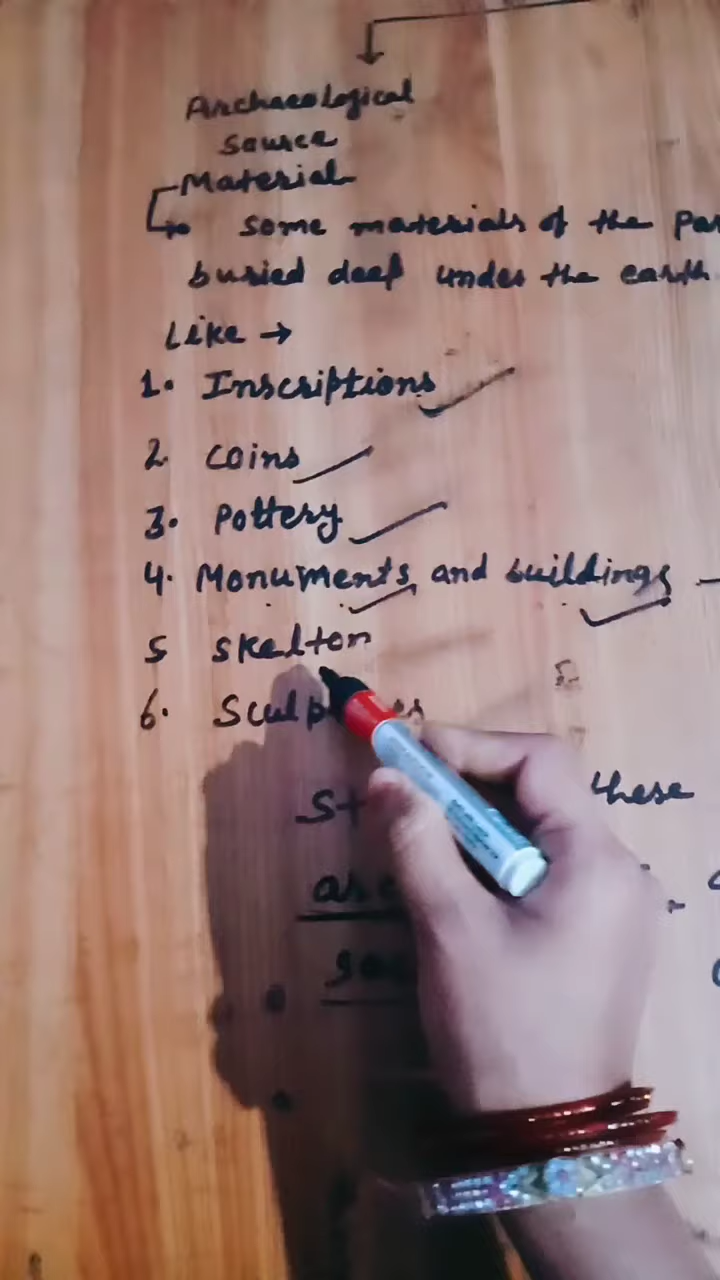 Archaeological
Source
Material
Some materials of the
buried deep under the earth
Like →
1. Inscriptions
2. Coins
3. Pottery
4. Monuments and buildings
5 Skelton
6.
these